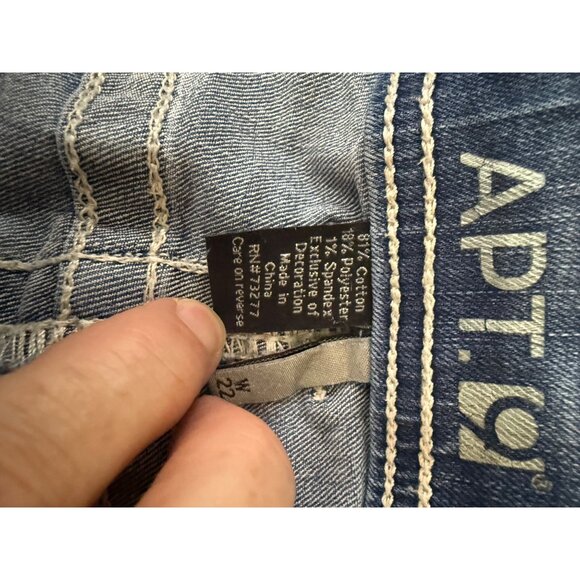 81% Cotton
18% Polyester
1% Spandex
Exclusive of
Decoration
Made in
China
RN#73277
Care on reverse
W
22
APT.9®